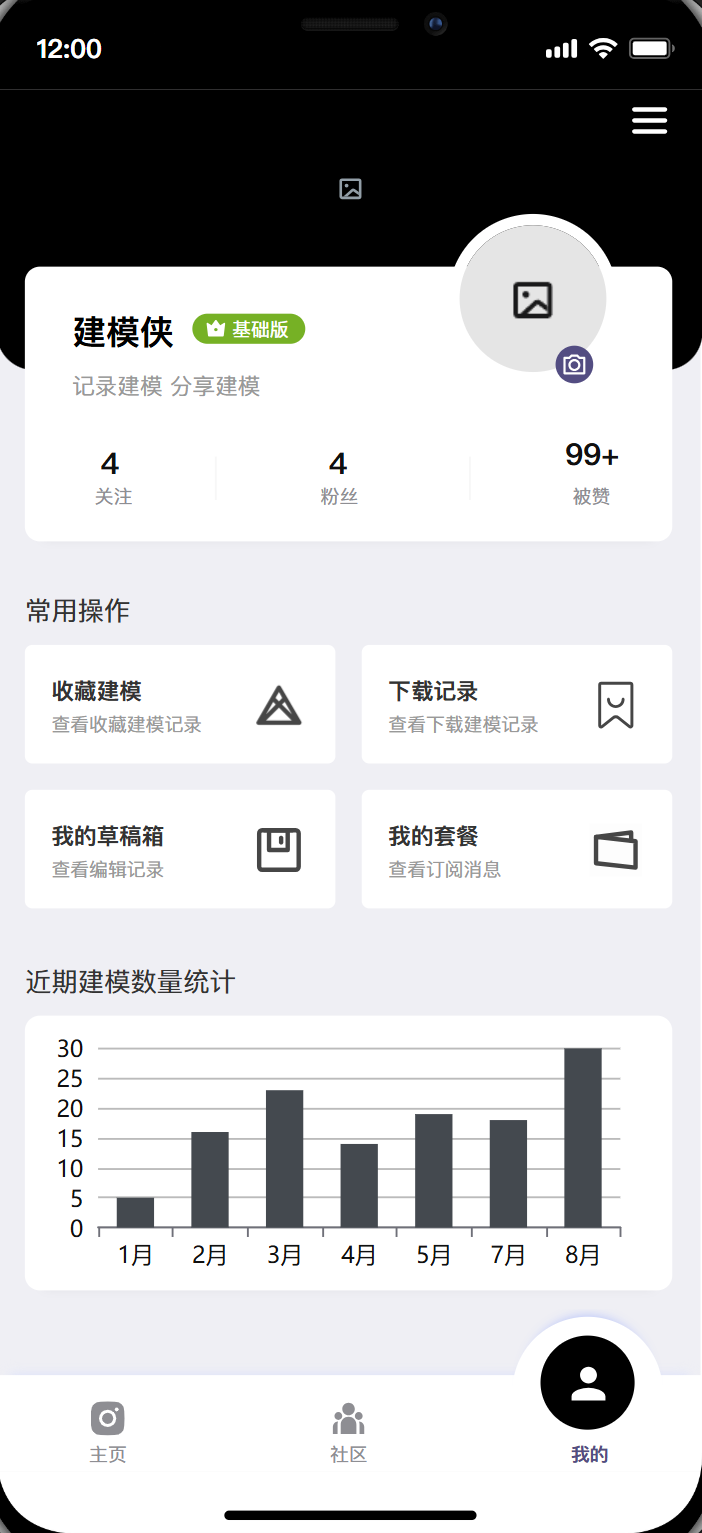 12:00
建模侠 基础版
记录建模 分享建模
4 4 99+
关注 粉丝 被赞
常用操作
收藏建模 下载记录
查看收藏建模记录 查看下载建模记录
我的草稿箱 我的套餐
查看编辑记录 查看订阅消息
近期建模数量统计
30
25
20
15
10
5
0
1月 2月 3月 4月 5月 7月 8月
主页 社区 我的